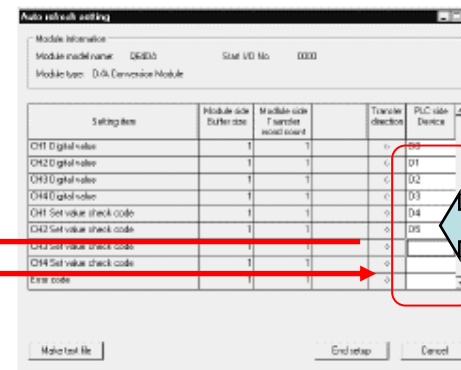 Auto refresh setting
Module information
Module model name: Q64DA Start I/O No. 0000
Module type: D/A Conversion Module
Setting item Module side Buffer size Module side Transfer word count Transfer direction PLC side Device
CH1 Digital value 1 1 D0
CH2 Digital value 1 1 D1
CH3 Digital value 1 1 D2
CH4 Digital value 1 1 D3
CH1 Set value check code 1 1 D4
CH2 Set value check code 1 1 D5
CH3 Set value check code 1 1
CH4 Set value check code 1 1
Error code 1 1
Make text file End setup Cancel